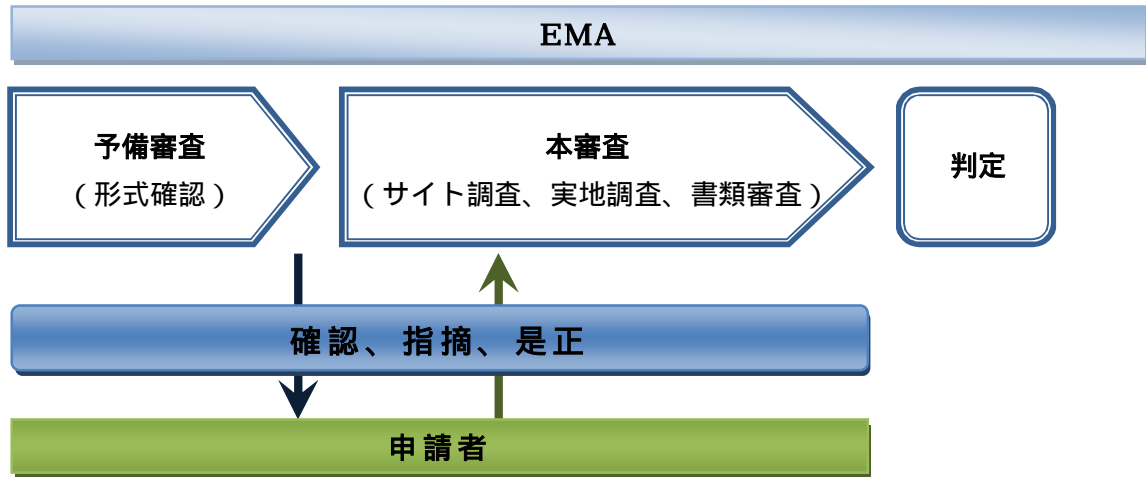 EMA
予備審査
（形式確認）
本審査
（サイト調査、実地調査、書類審査）
判定
確認、指摘、是正
申請者